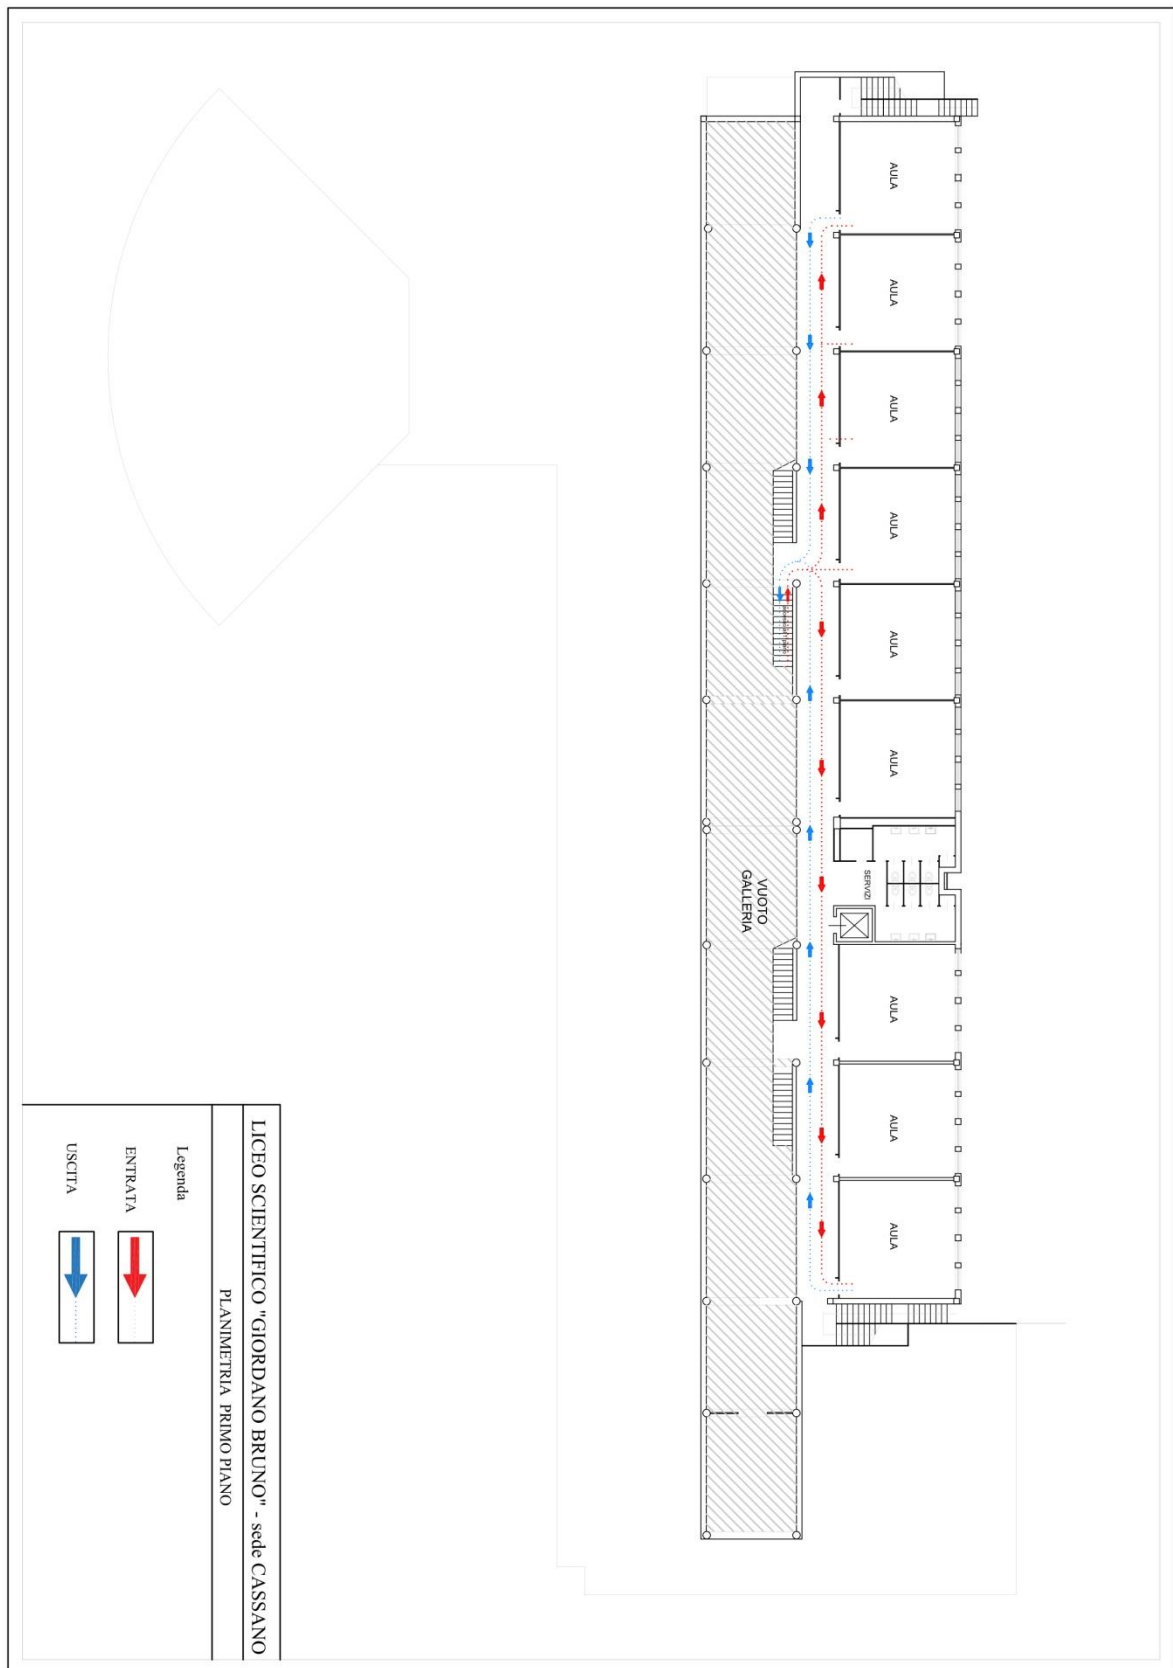 AULA
AULA
AULA
AULA
AULA
AULA
SERVIZI
AULA
AULA
AULA
VUOTO
GALLERIA
LICEO SCIENTIFICO "GIORDANO BRUNO" - sede CASSANO
PLANIMETRIA PRIMO PIANO
Legenda
ENTRATA
USCITA